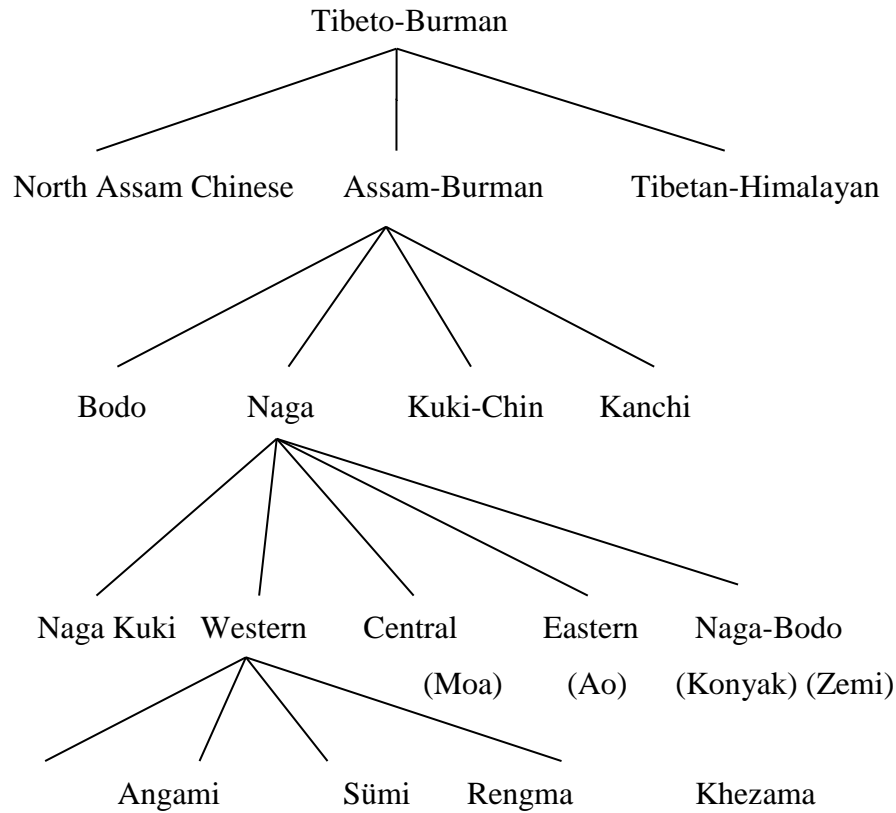 Tibeto-Burman
North Assam Chinese Assam-Burman Tibetan-Himalayan
Bodo Naga Kuki-Chin Kanchi
Naga Kuki Western Central Eastern Naga-Bodo
(Moa) (Ao) (Konyak) (Zemi)
Angami Sümi Rengma Khezama